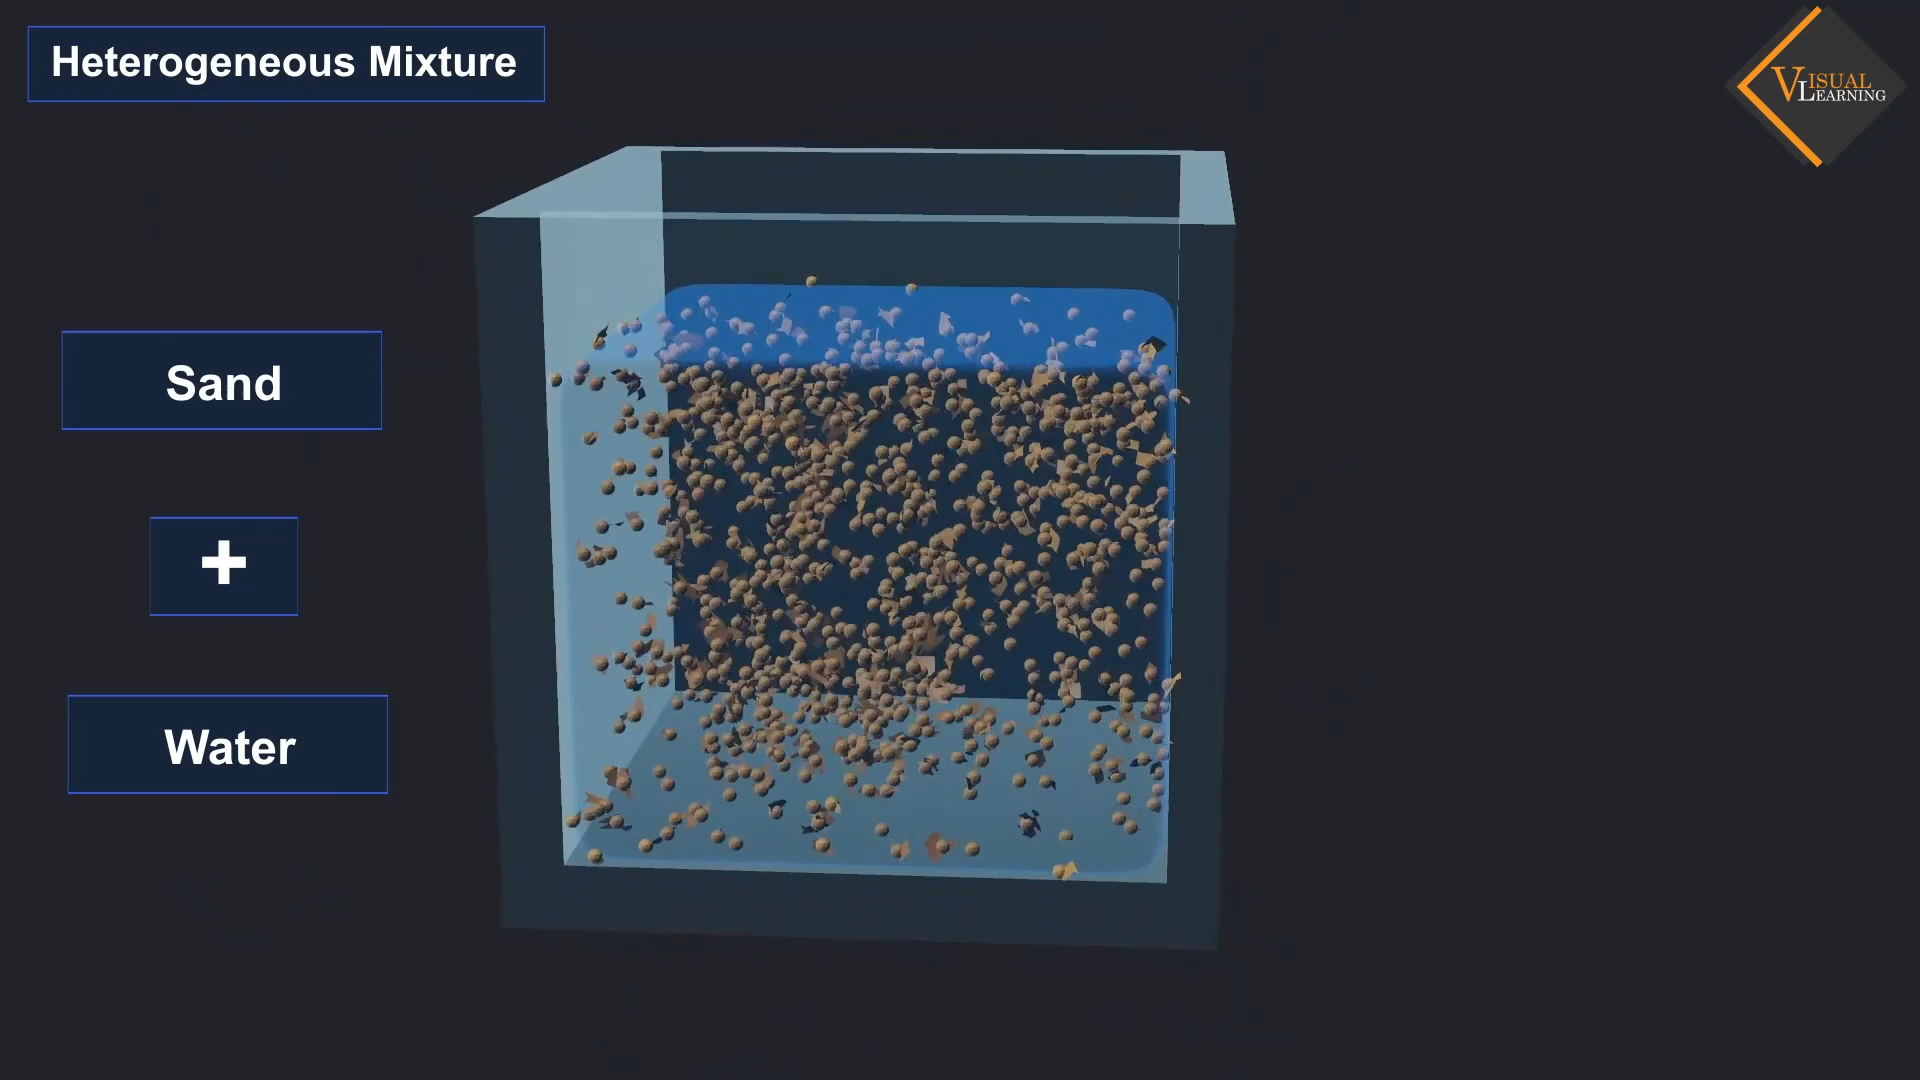 Heterogeneous Mixture
VISUAL
LEARNING
Sand
+
Water